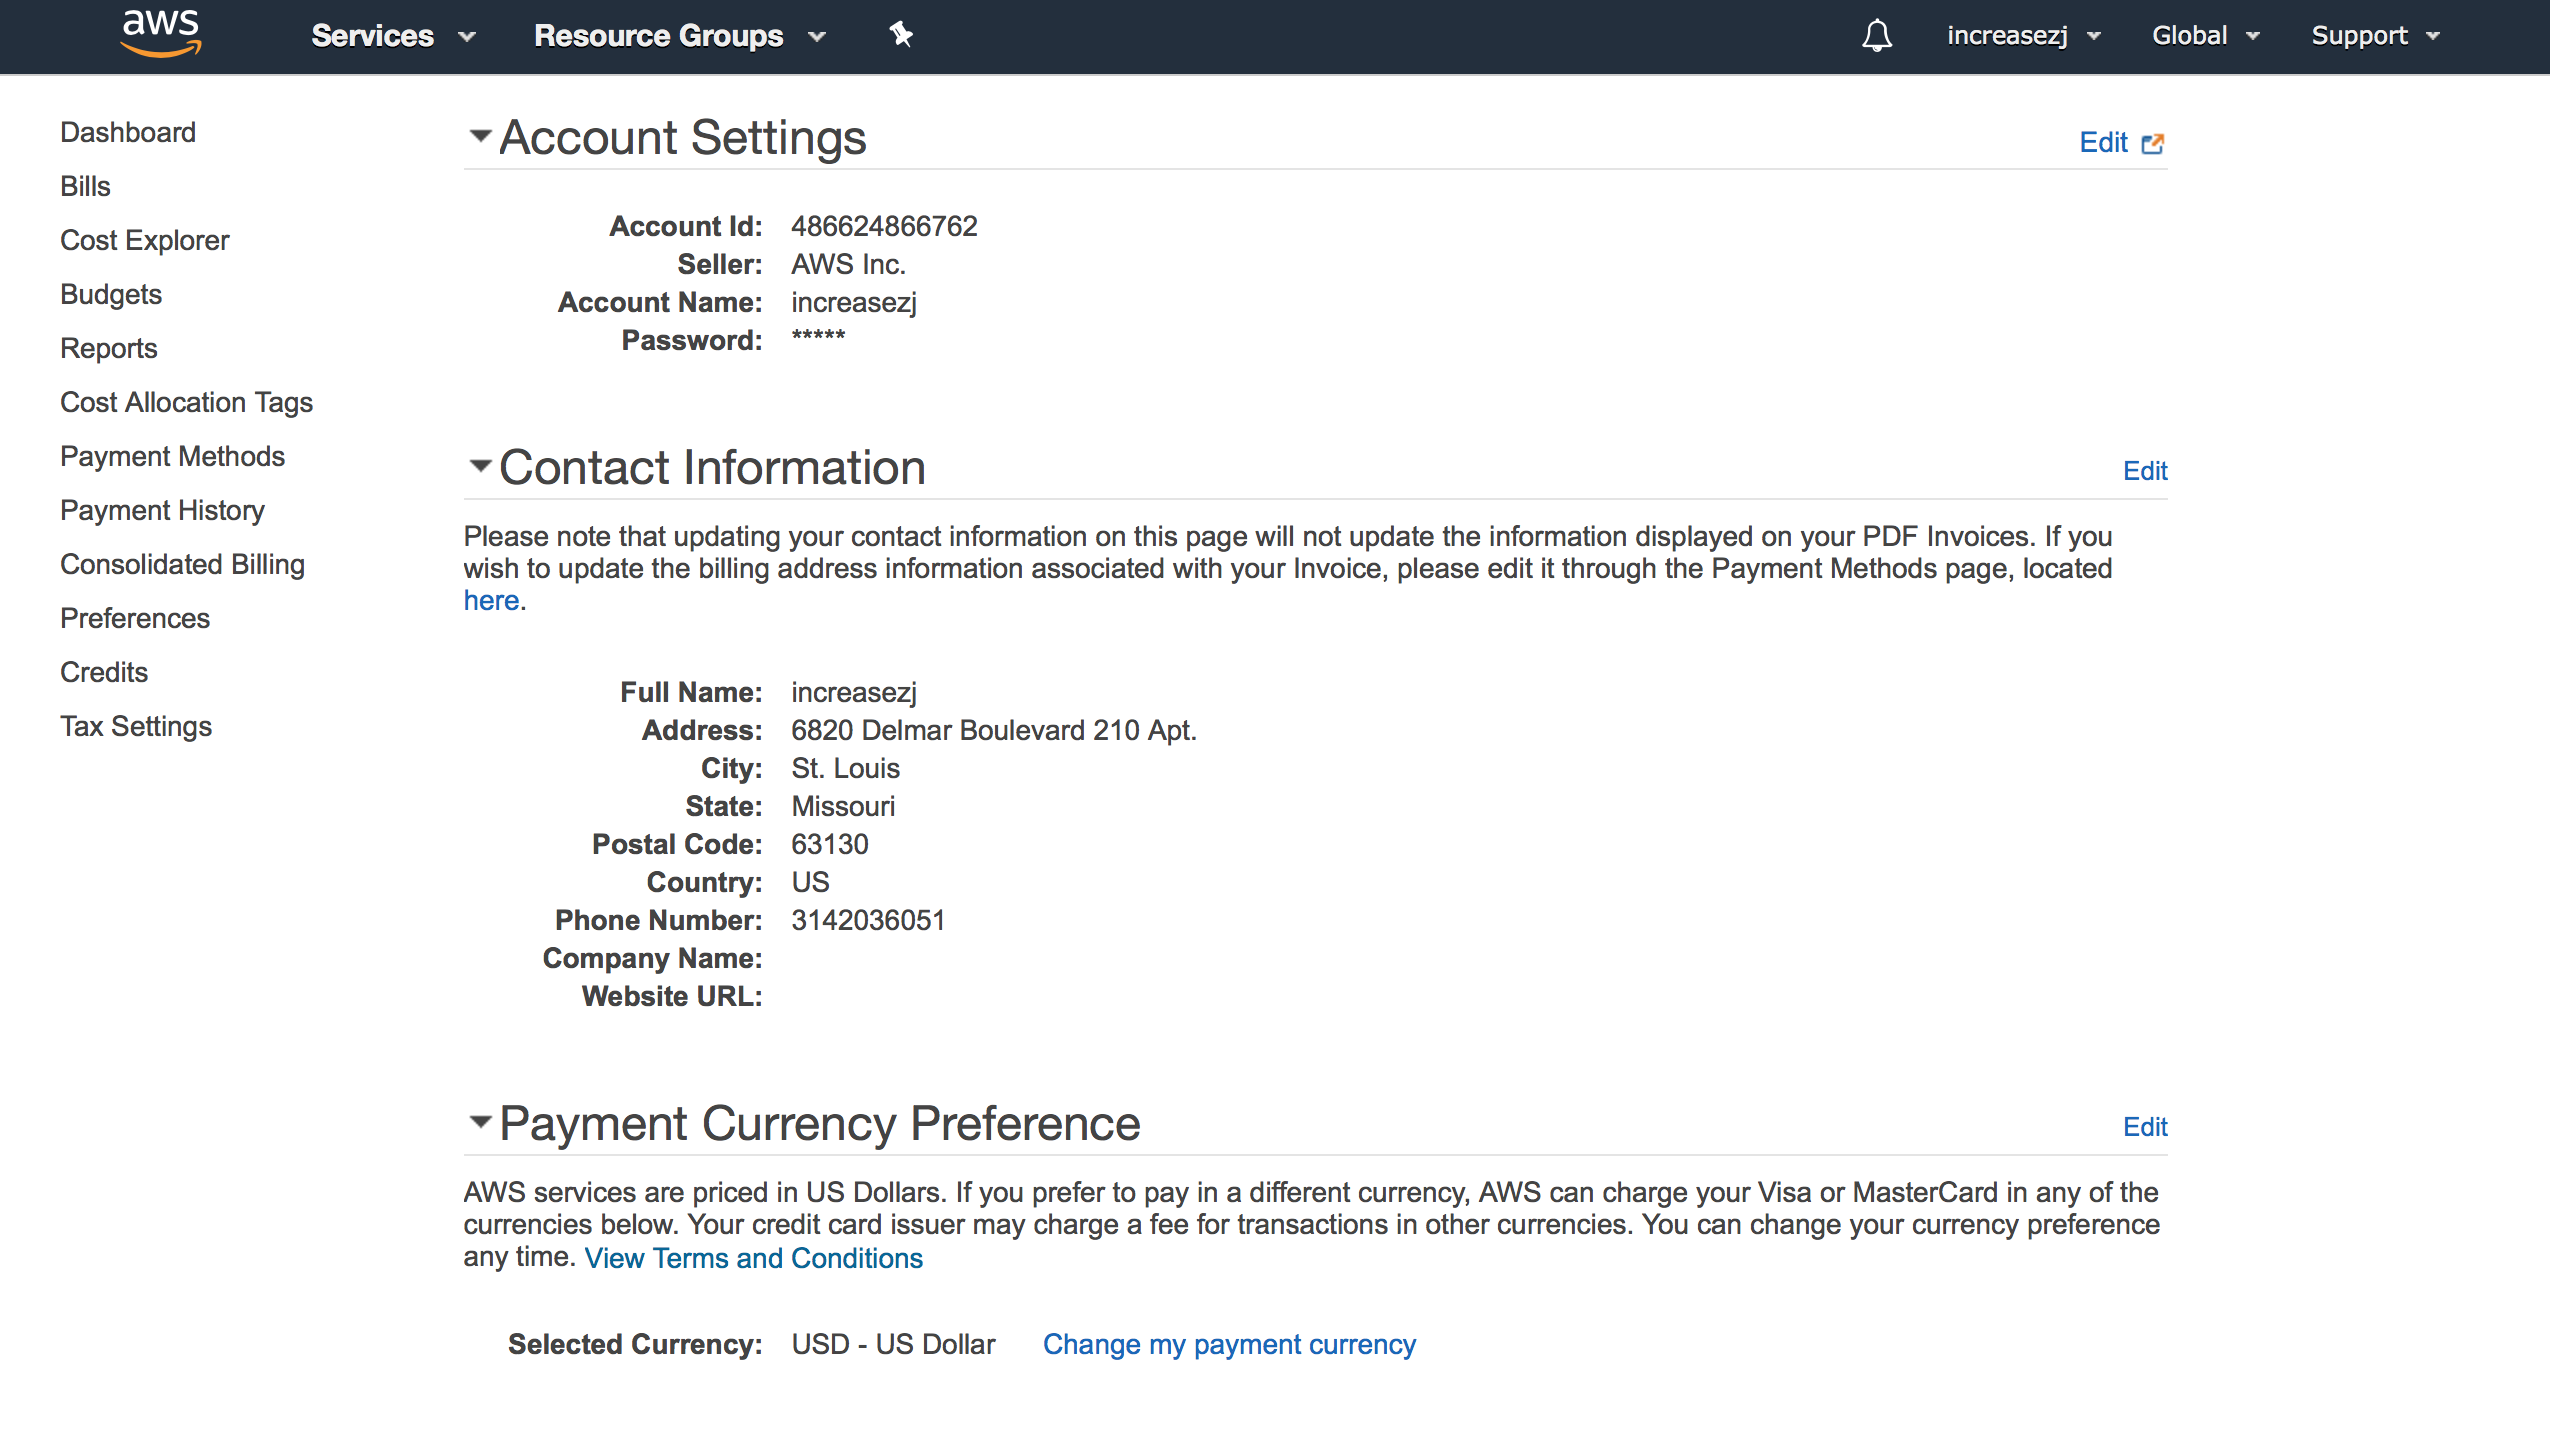 aws Services Resource Groups increasezj Global Support
Dashboard
Bills
Cost Explorer
Budgets
Reports
Cost Allocation Tags
Payment Methods
Payment History
Consolidated Billing
Preferences
Credits
Tax Settings
Account Settings Edit
Account Id: 486624866762
Seller: AWS Inc.
Account Name: increasezj
Password: *****
Contact Information Edit
Please note that updating your contact information on this page will not update the information displayed on your PDF Invoices. If you
wish to update the billing address information associated with your Invoice, please edit it through the Payment Methods page, located
here.
Full Name: increasezj
Address: 6820 Delmar Boulevard 210 Apt.
City: St. Louis
State: Missouri
Postal Code: 63130
Country: US
Phone Number: 3142036051
Company Name:
Website URL:
Payment Currency Preference Edit
AWS services are priced in US Dollars. If you prefer to pay in a different currency, AWS can charge your Visa or MasterCard in any of the
currencies below. Your credit card issuer may charge a fee for transactions in other currencies. You can change your currency preference
any time. View Terms and Conditions
Selected Currency: USD - US Dollar Change my payment currency